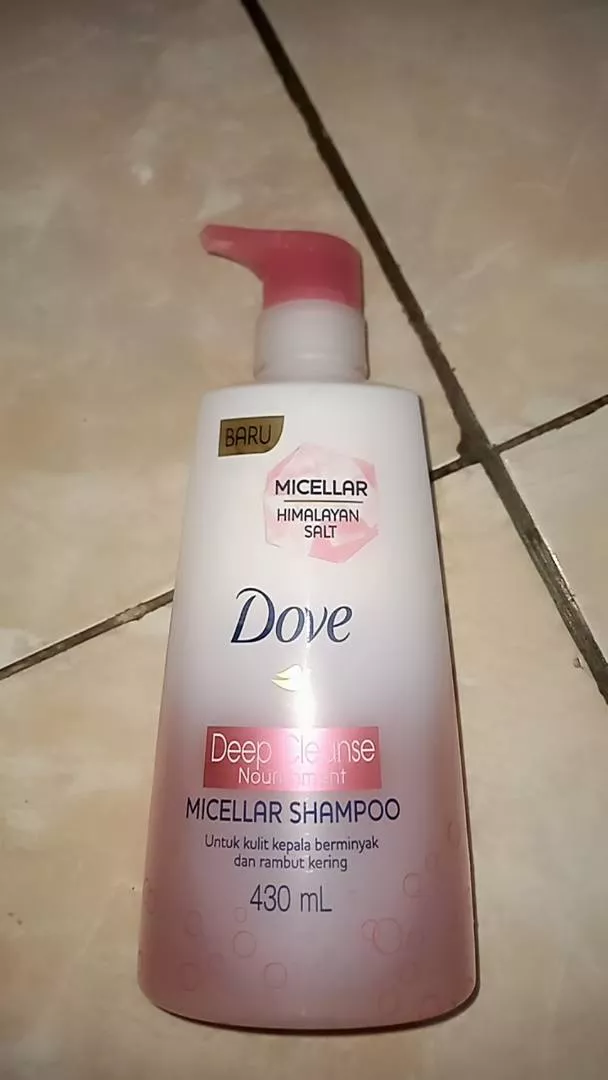 BARU
MICELLAR
HIMALAYAN
SALT
Dove
Deep Cleanse
Nourishment
MICELLAR SHAMPOO
Untuk kulit kepala berminyak
dan rambut kering
430 mL